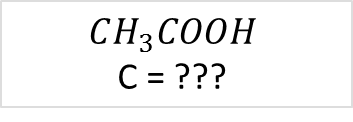 CH₃COOH
C = ???